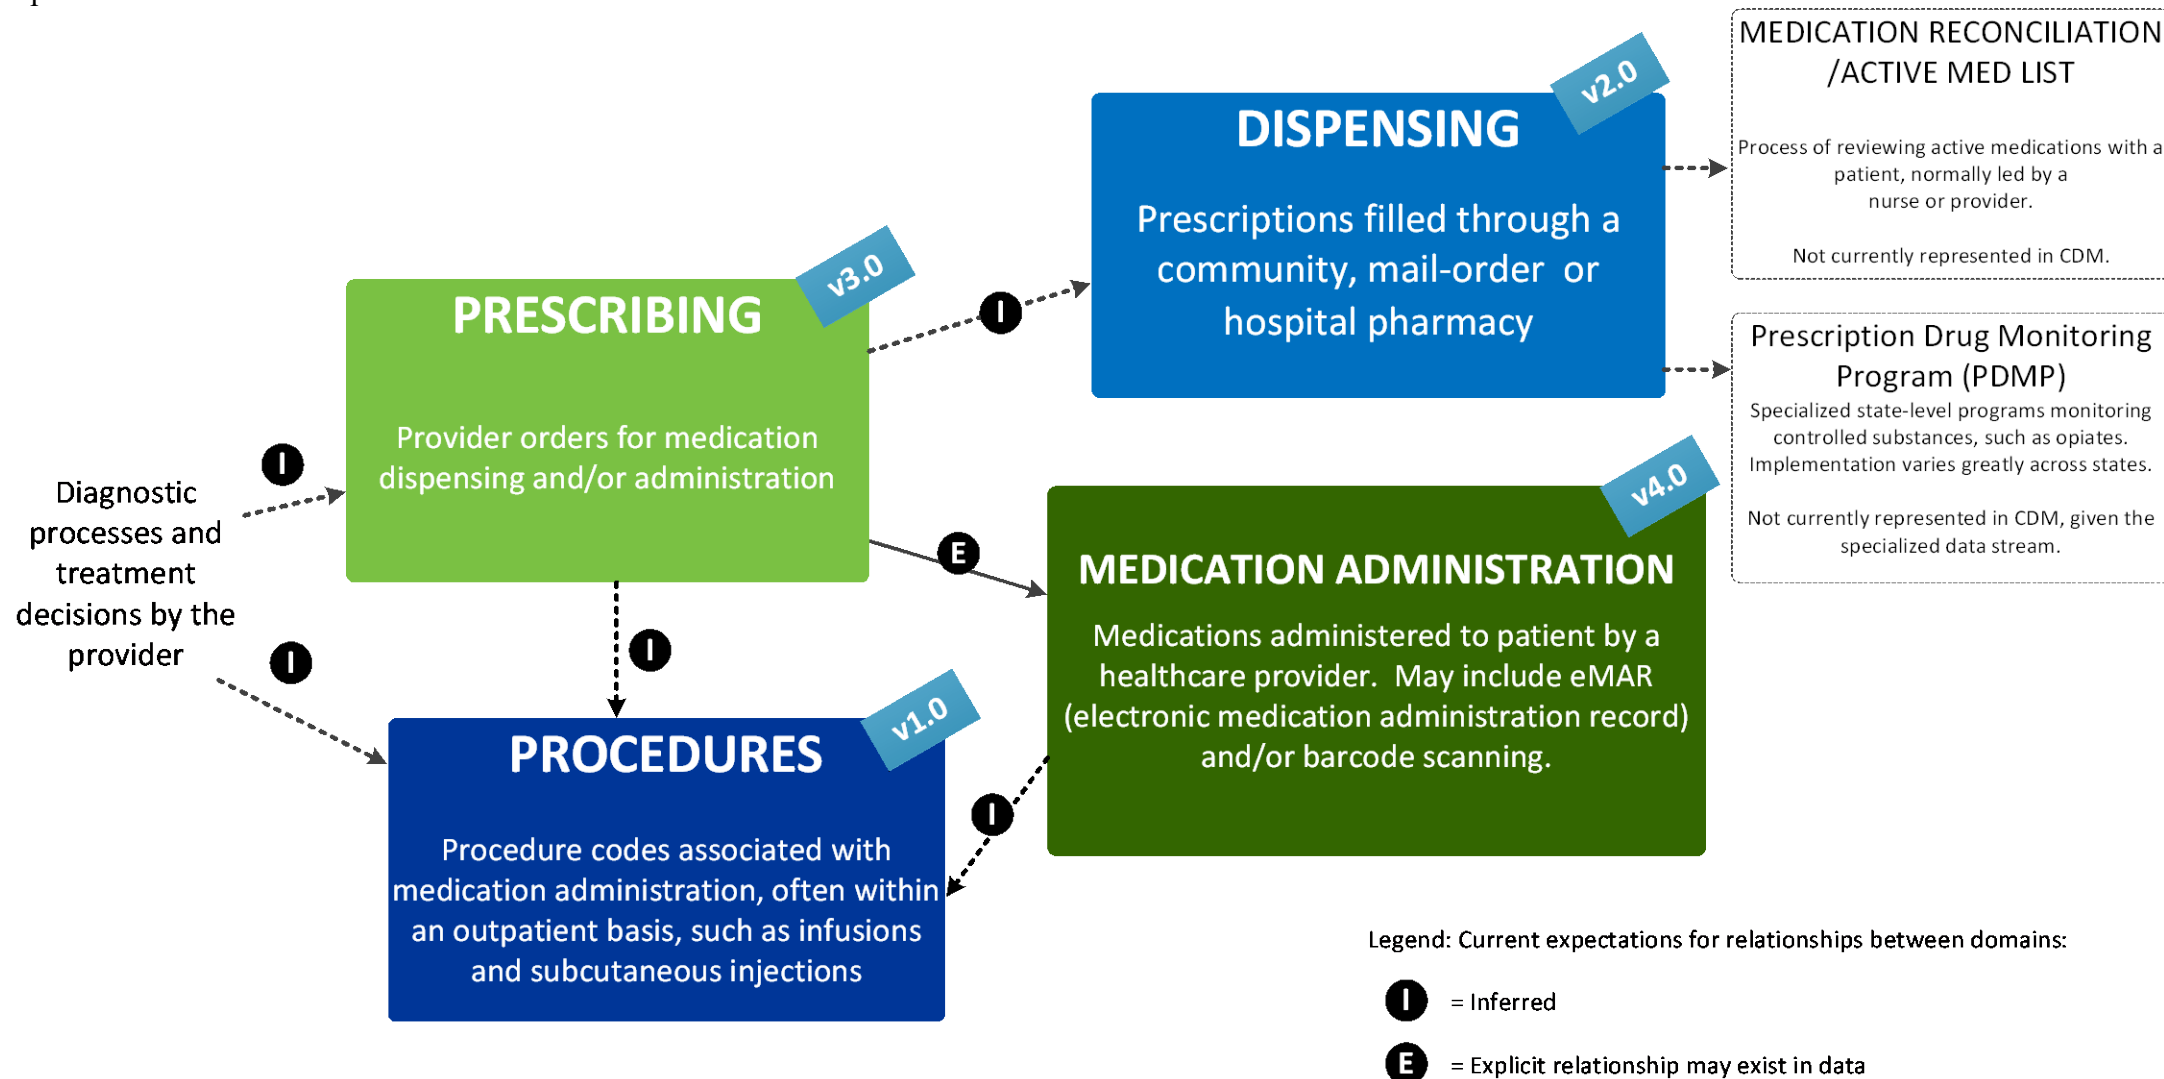 Diagnostic
processes and
treatment
decisions by the
provider
I
I
PRESCRIBING
v3.0
Provider orders for medication
dispensing and/or administration
I
E
I
DISPENSING
v2.0
Prescriptions filled through a
community, mail-order or
hospital pharmacy
MEDICATION RECONCILIATION
/ACTIVE MED LIST
Process of reviewing active medications with a
patient, normally led by a
nurse or provider.
Not currently represented in CDM.
Prescription Drug Monitoring
Program (PDMP)
Specialized state-level programs monitoring
controlled substances, such as opiates.
Implementation varies greatly across states.
Not currently represented in CDM, given the
specialized data stream.
MEDICATION ADMINISTRATION
v4.0
Medications administered to patient by a
healthcare provider. May include eMAR
(electronic medication administration record)
and/or barcode scanning.
I
PROCEDURES
v1.0
Procedure codes associated with
medication administration, often within
an outpatient basis, such as infusions
and subcutaneous injections
Legend: Current expectations for relationships between domains:
I = Inferred
E = Explicit relationship may exist in data